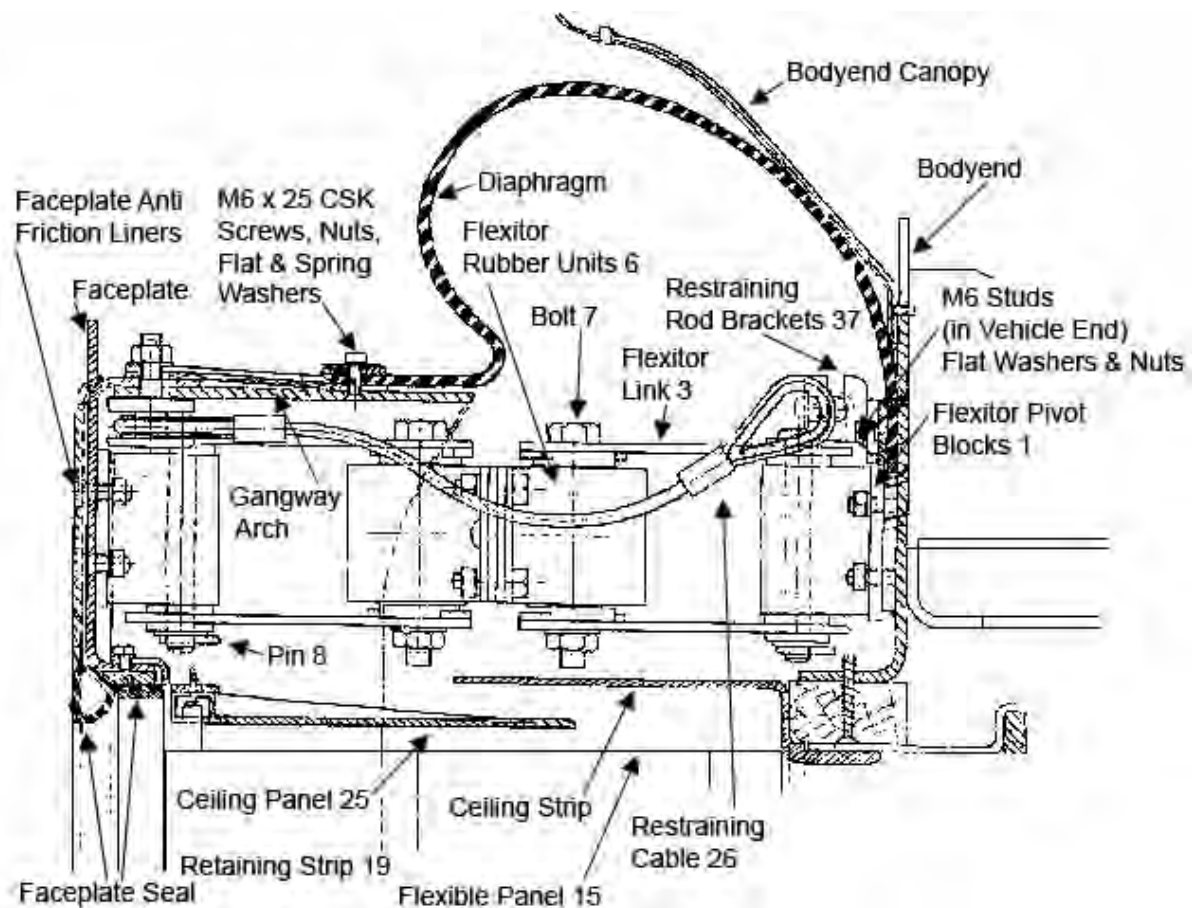 Bodyend Canopy
Bodyend
Diaphragm
Faceplate Anti
Friction Liners
M6 x 25 CSK
Screws, Nuts,
Flat & Spring
Washers
Flexitor
Rubber Units 6
Faceplate
Bolt 7
Restraining
Rod Brackets 37
M6 Studs
(in Vehicle End)
Flat Washers & Nuts
Flexitor
Link 3
Flexitor Pivot
Blocks 1
Gangway
Arch
Pin 8
Ceiling Panel 25
Ceiling Strip
Restraining
Cable 26
Retaining Strip 19
Faceplate Seal
Flexible Panel 15